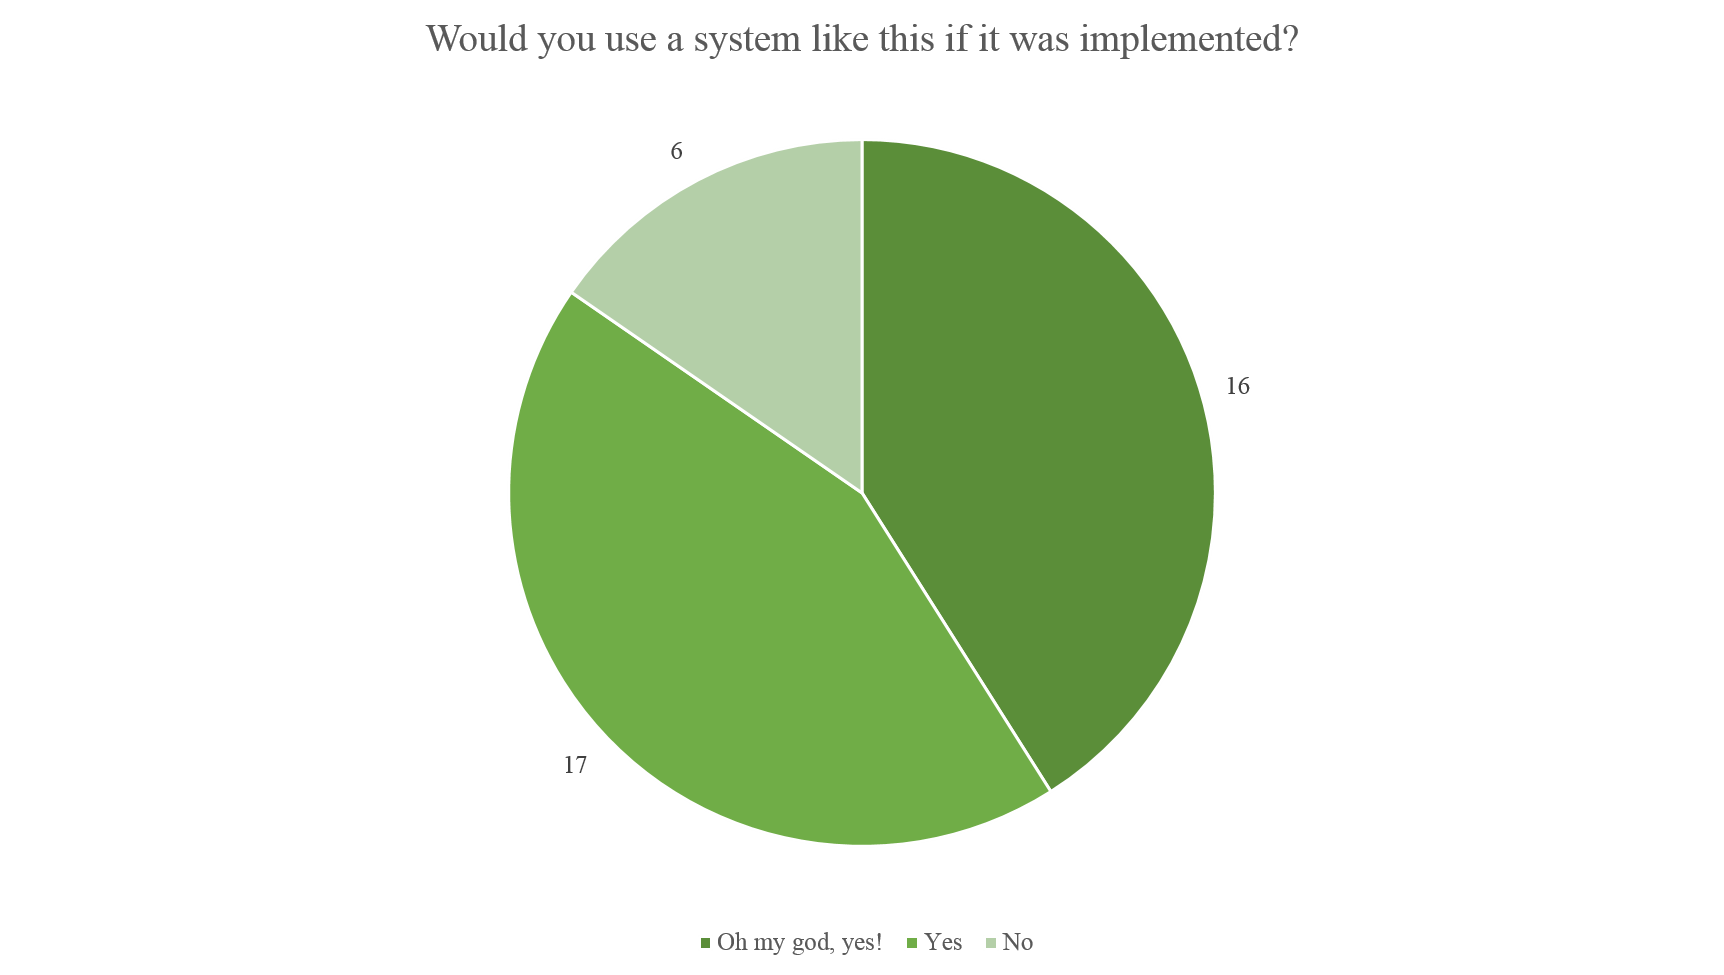 Would you use a system like this if it was implemented?
6
16
17
Oh my god, yes! Yes No